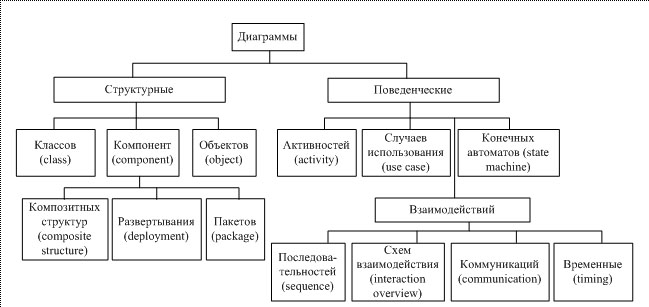 Диаграммы
Структурные
Поведенческие
Классов
(class)
Компонент
(component)
Объектов
(object)
Активностей
(activity)
Случаев
использования
(use case)
Конечных
автоматов (state
machine)
Композитных
структур
(composite
structure)
Развертывания
(deployment)
Пакетов
(package)
Взаимодействий
Последова-
тельностей
(sequence)
Схем
взаимодействия
(interaction
overview)
Коммуникаций
(communication)
Временные
(timing)